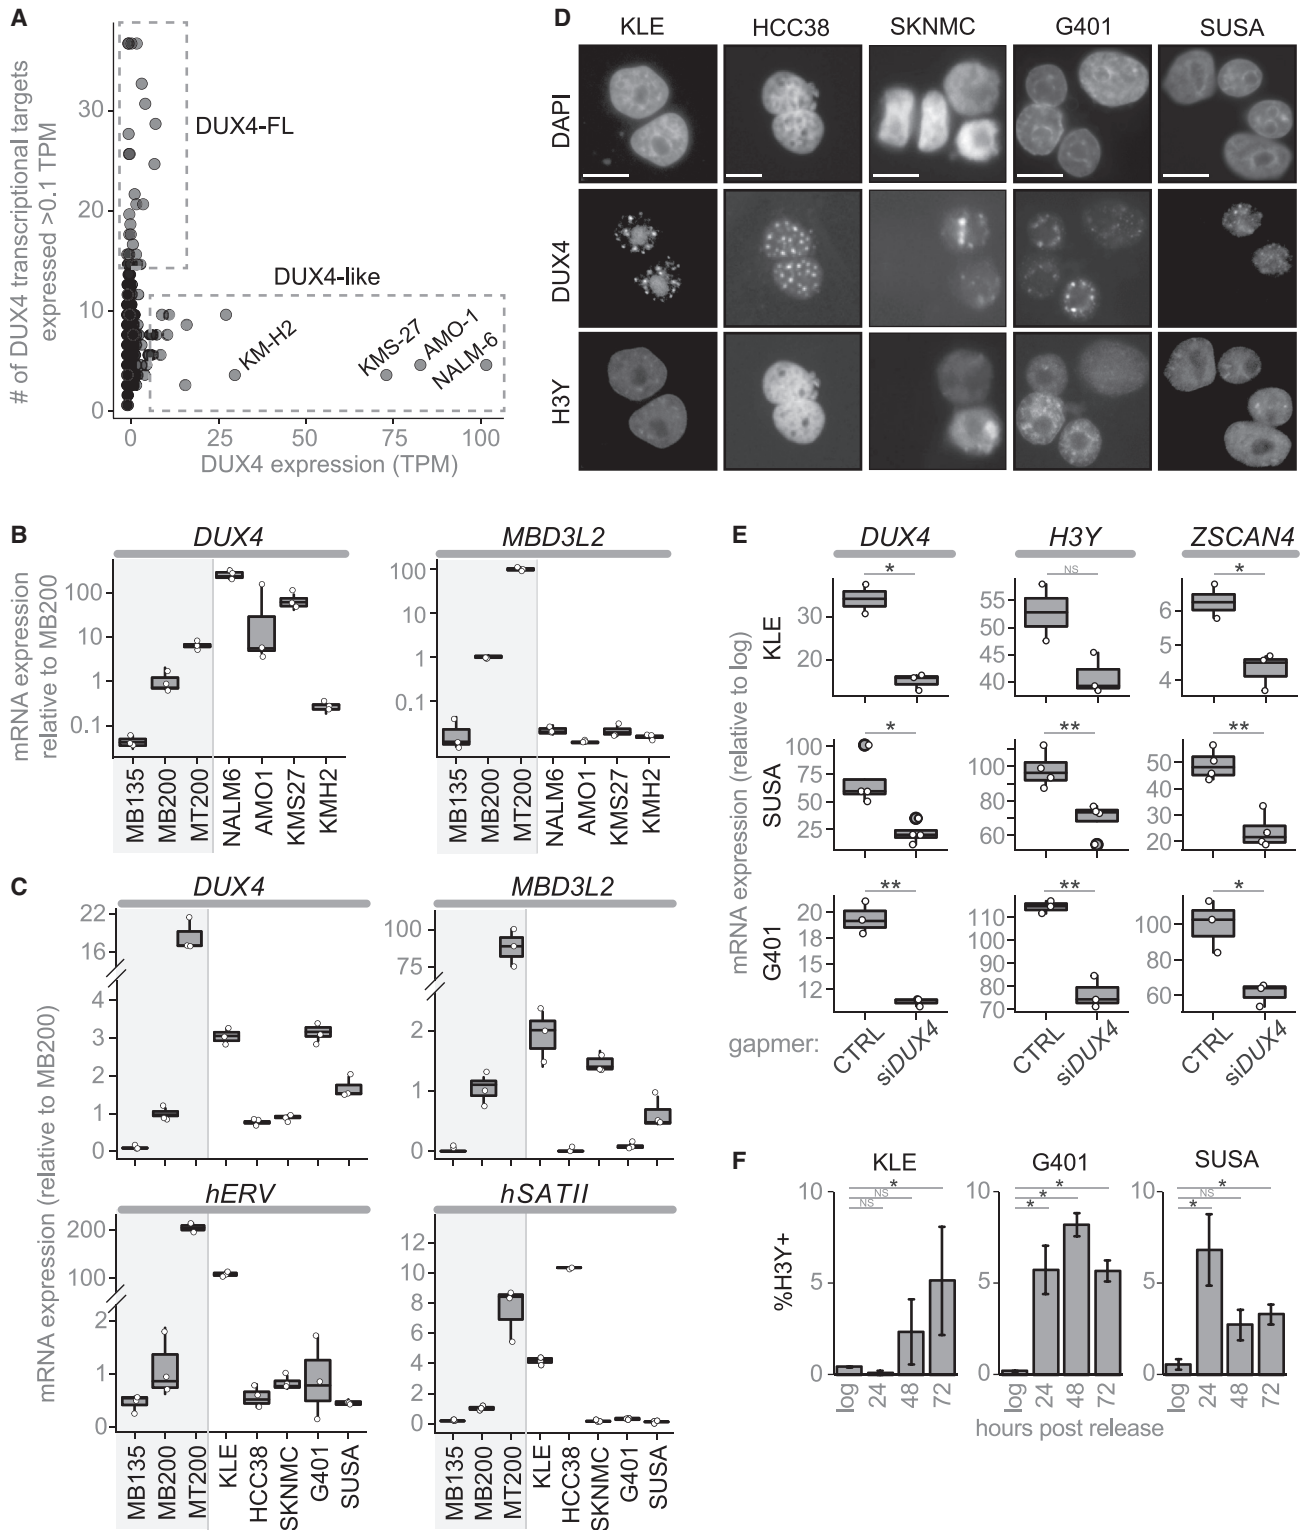 A
# of DUX4 transcriptional targets
expressed >0.1 TPM
30
20
10
0
DUX4-FL
DUX4-like
KM-H2
KMS-27
AMO-1
NALM-6
0 25 50 75 100
DUX4 expression (TPM)
D
KLE HCC38 SKNMC G401 SUSA
DAPI
DUX4
H3Y
B
DUX4 MBD3L2
mRNA expression
relative to MB200
100
10
1
0.1
100
10
1
0.1
MB135 MB200 MT200 NALM6 AMO1 KMS27 KMH2
MB135 MB200 MT200 NALM6 AMO1 KMS27 KMH2
C
mRNA expression (relative to MB200)
DUX4 MBD3L2
22
16
4
3
2
1
0
100
75
2
1
0
hERV hSATII
200
100
2
1
0
12
10
8
6
4
2
0
MB135 MB200 MT200 KLE HCC38 SKNMC G401 SUSA
MB135 MB200 MT200 KLE HCC38 SKNMC G401 SUSA
E
DUX4 H3Y ZSCAN4
mRNA expression (relative to log)
KLE
* NS *
30
20
55
50
45
40
6
5
4
SUSA
* ** **
100
75
50
25
100
80
60
50
40
30
20
G401
** ** *
20
18
15
12
110
100
90
80
70
100
80
60
gapmer: CTRL siDUX4 CTRL siDUX4 CTRL siDUX4
F
KLE G401 SUSA
%H3Y+
10
5
0
* NS NS
10
5
0
* * *
10
5
0
* NS *
log 24 48 72 log 24 48 72 log 24 48 72
hours post release